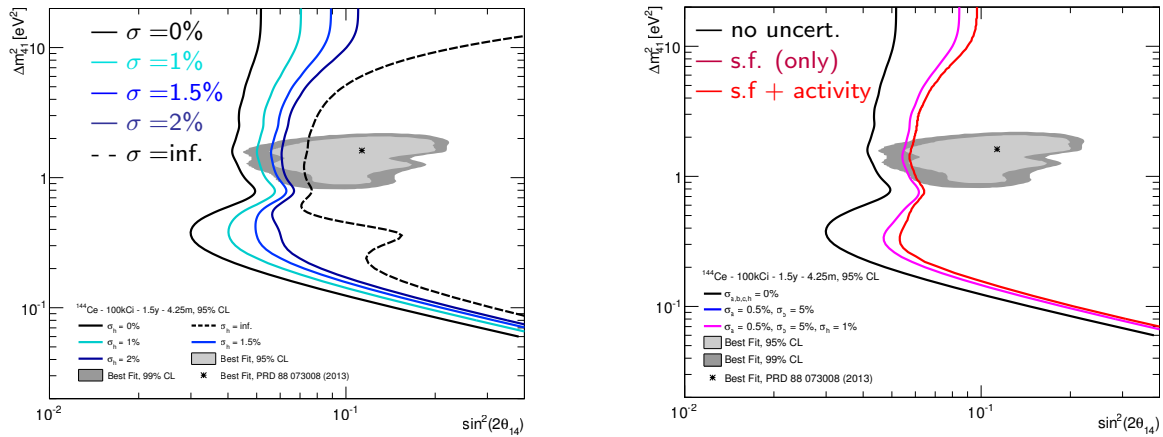 Δm²₄₁ [eV²]
10
1
10⁻¹
σ =0%
σ =1%
σ =1.5%
σ =2%
σ =inf.
¹⁴⁴Ce - 100kCi - 1.5y - 4.25m, 95% CL
σₕ = 0%
σₕ = inf.
σₕ = 1%
σₕ = 1.5%
σₕ = 2%
Best Fit, 95% CL
Best Fit, 99% CL
Best Fit, PRD 88 073008 (2013)
10⁻²
10⁻¹
sin²(2θ₁₄)
Δm²₄₁ [eV²]
10
1
10⁻¹
no uncert.
s.f. (only)
s.f + activity
¹⁴⁴Ce - 100kCi - 1.5y - 4.25m, 95% CL
σₐ,b,c,h = 0%
σₐ = 0.5%, σb = 5%
σₐ = 0.5%, σb = 5%, σₕ = 1%
Best Fit, 95% CL
Best Fit, 99% CL
Best Fit, PRD 88 073008 (2013)
10⁻²
10⁻¹
sin²(2θ₁₄)